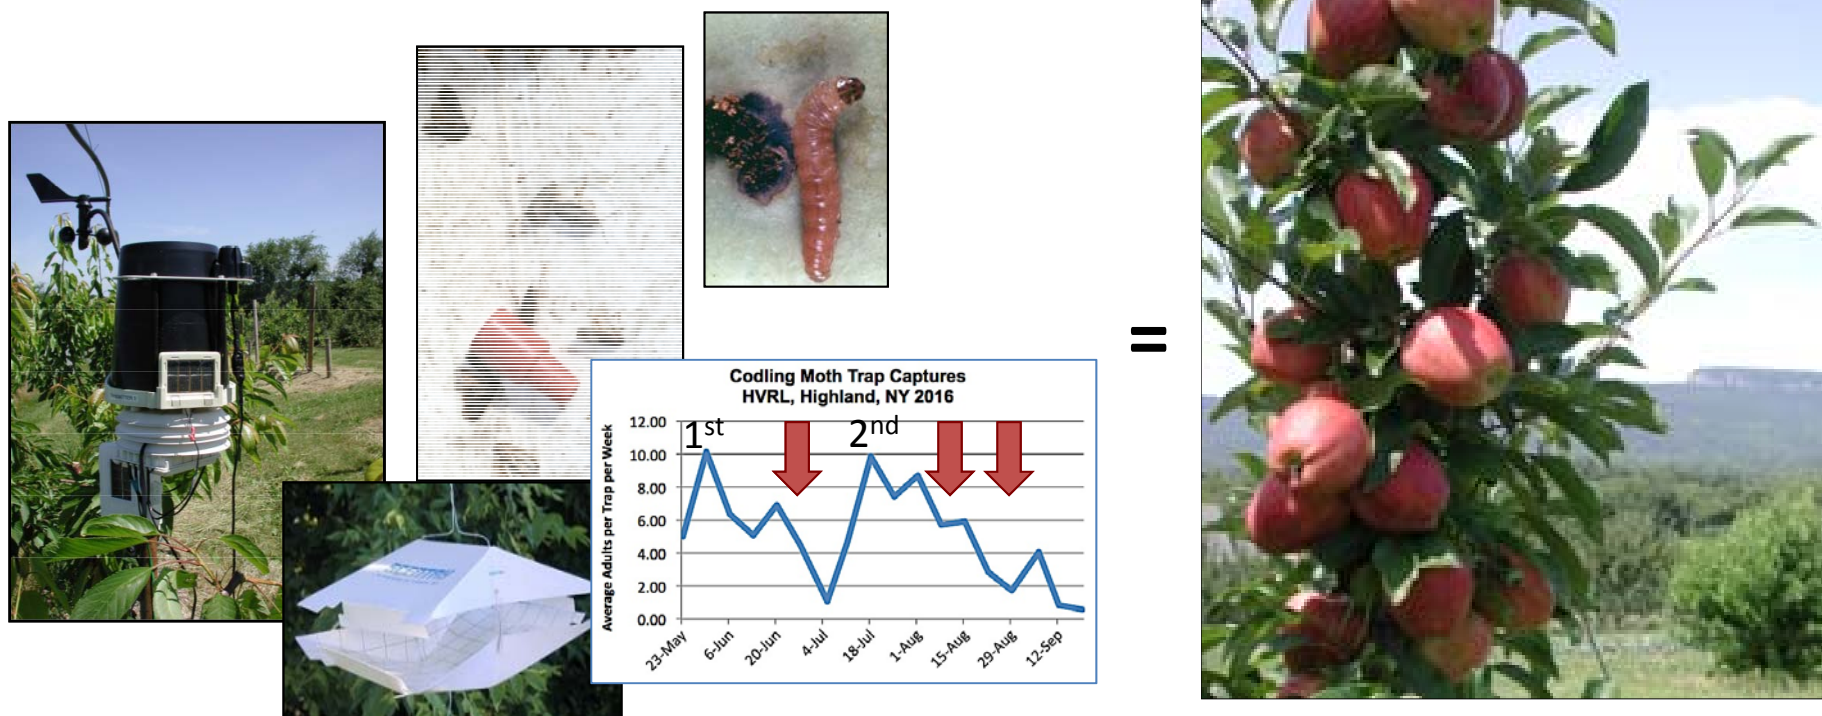 Codling Moth Trap Captures
HVRL, Highland, NY 2016
Average Adults per Trap per Week
12.00
10.00
8.00
6.00
4.00
2.00
0.00
1st
2nd
23-May
6-Jun
20-Jun
4-Jul
18-Jul
1-Aug
15-Aug
29-Aug
12-Sep
=